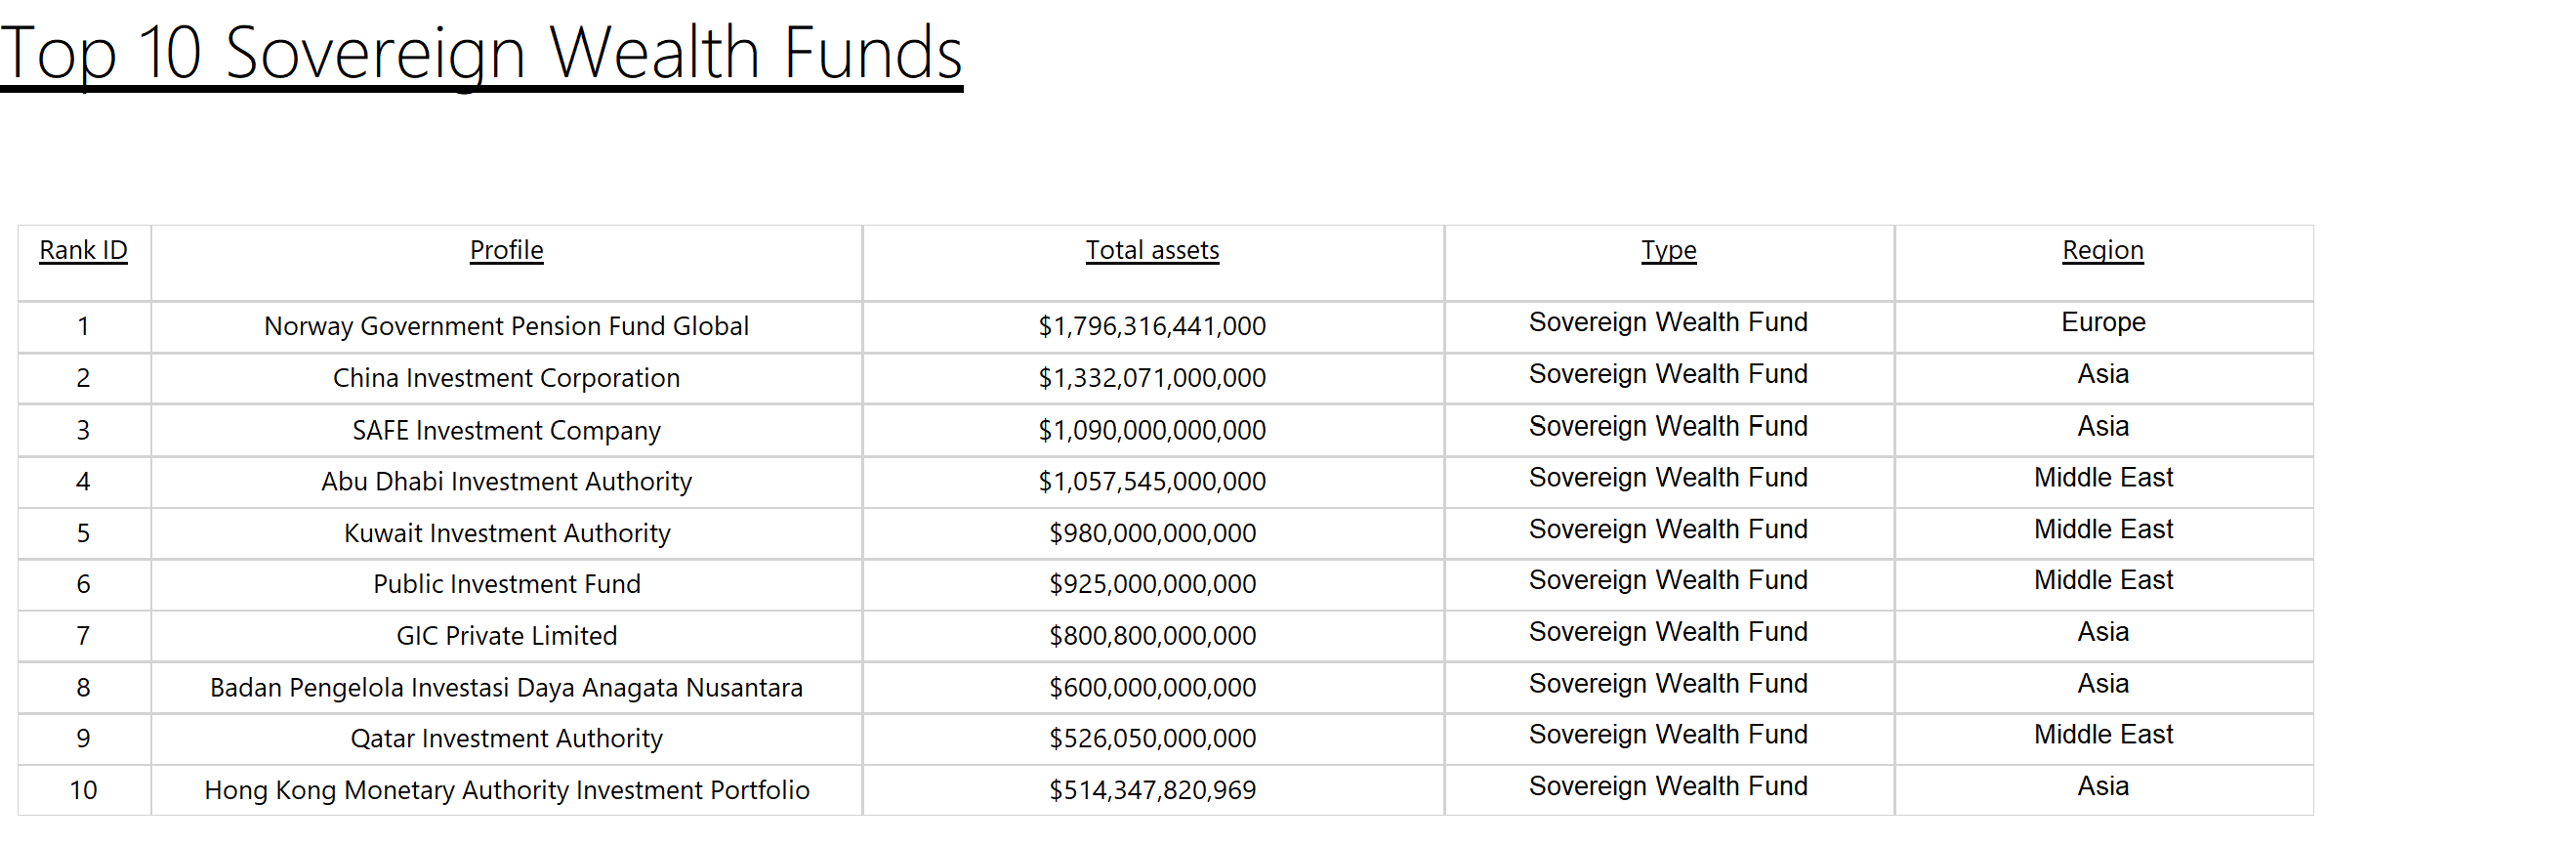 Top 10 Sovereign Wealth Funds
Rank ID Profile Total assets Type Region
1 Norway Government Pension Fund Global $1,796,316,441,000 Sovereign Wealth Fund Europe
2 China Investment Corporation $1,332,071,000,000 Sovereign Wealth Fund Asia
3 SAFE Investment Company $1,090,000,000,000 Sovereign Wealth Fund Asia
4 Abu Dhabi Investment Authority $1,057,545,000,000 Sovereign Wealth Fund Middle East
5 Kuwait Investment Authority $980,000,000,000 Sovereign Wealth Fund Middle East
6 Public Investment Fund $925,000,000,000 Sovereign Wealth Fund Middle East
7 GIC Private Limited $800,800,000,000 Sovereign Wealth Fund Asia
8 Badan Pengelola Investasi Daya Anagata Nusantara $600,000,000,000 Sovereign Wealth Fund Asia
9 Qatar Investment Authority $526,050,000,000 Sovereign Wealth Fund Middle East
10 Hong Kong Monetary Authority Investment Portfolio $514,347,820,969 Sovereign Wealth Fund Asia